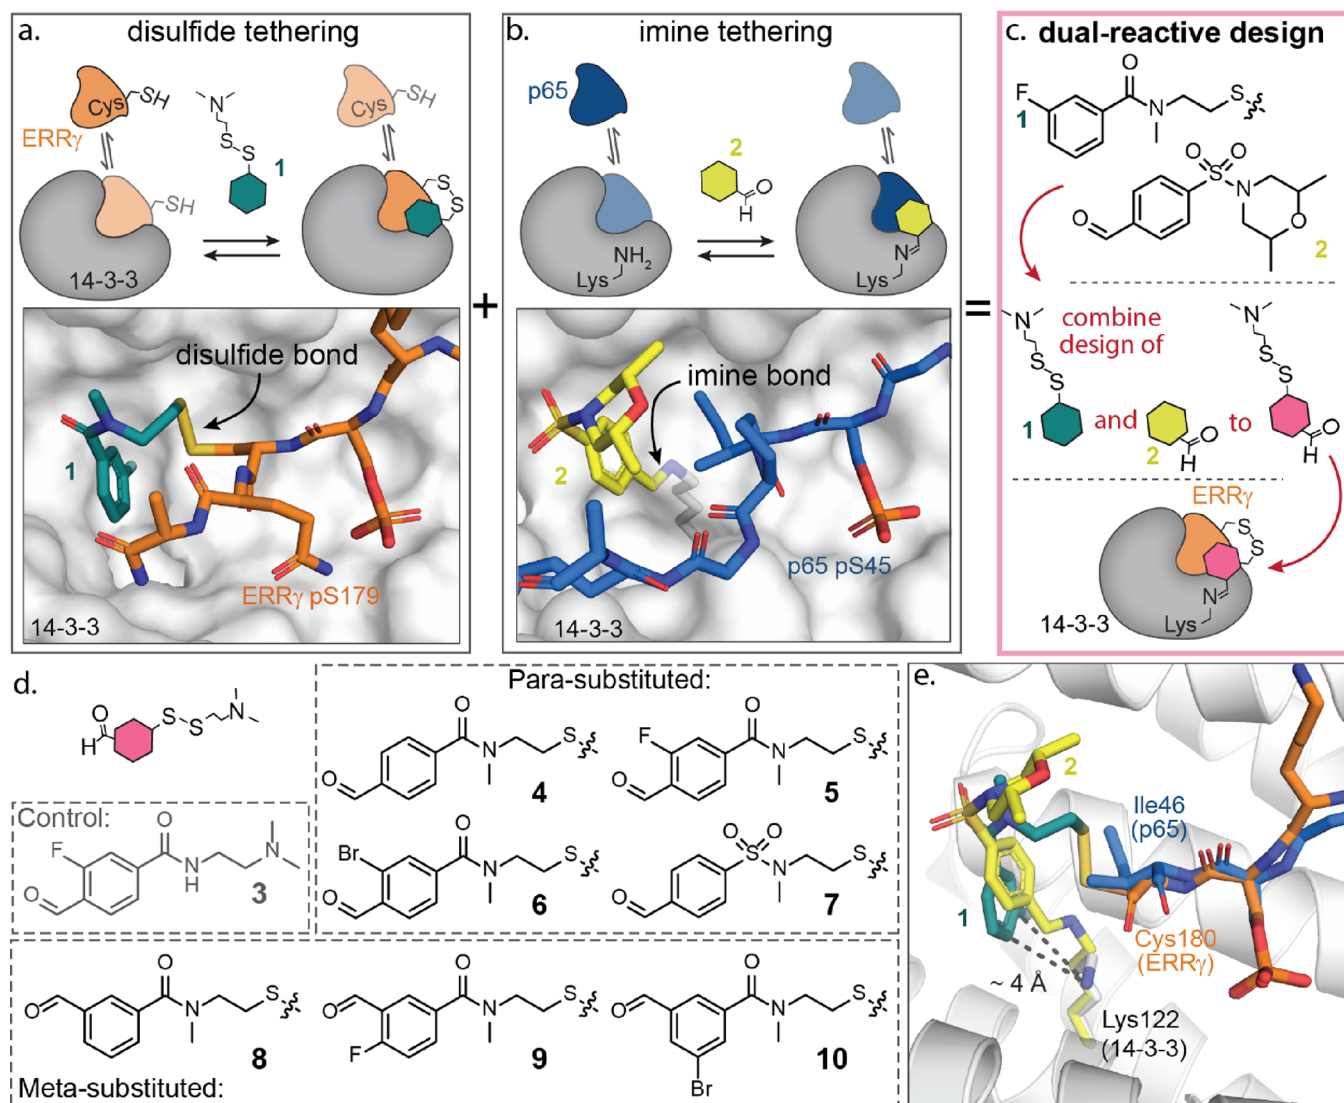 a. disulfide tethering
Cys
SH
ERRγ
N
S
S
1
SH
14-3-3
SH
S
S
disulfide bond
1
ERRγ pS179
14-3-3
+
b. imine tethering
p65
2
O
H
NH2
Lys
N
Lys
imine bond
2
p65 pS45
14-3-3
=
c. dual-reactive design
F
1
O
N
S
O
O
S
N
O
O
2
N
S
S
combine
design of
1
and
2
O
H
to
N
S
S
O
H
ERRγ
S
S
N
14-3-3
Lys
d.
O
H
S
S
N
Control:
F
O
O
N
H
N
3
Para-substituted:
O
O
N
S
4
F
O
O
N
S
5
Br
O
O
N
S
6
O
O
O
S
N
S
7
O
O
N
S
8
O
O
F
N
S
9
O
O
Br
N
S
10
Meta-substituted:
e.
2
Ile46
(p65)
1
Cys180
(ERRγ)
~ 4 Å
Lys122
(14-3-3)